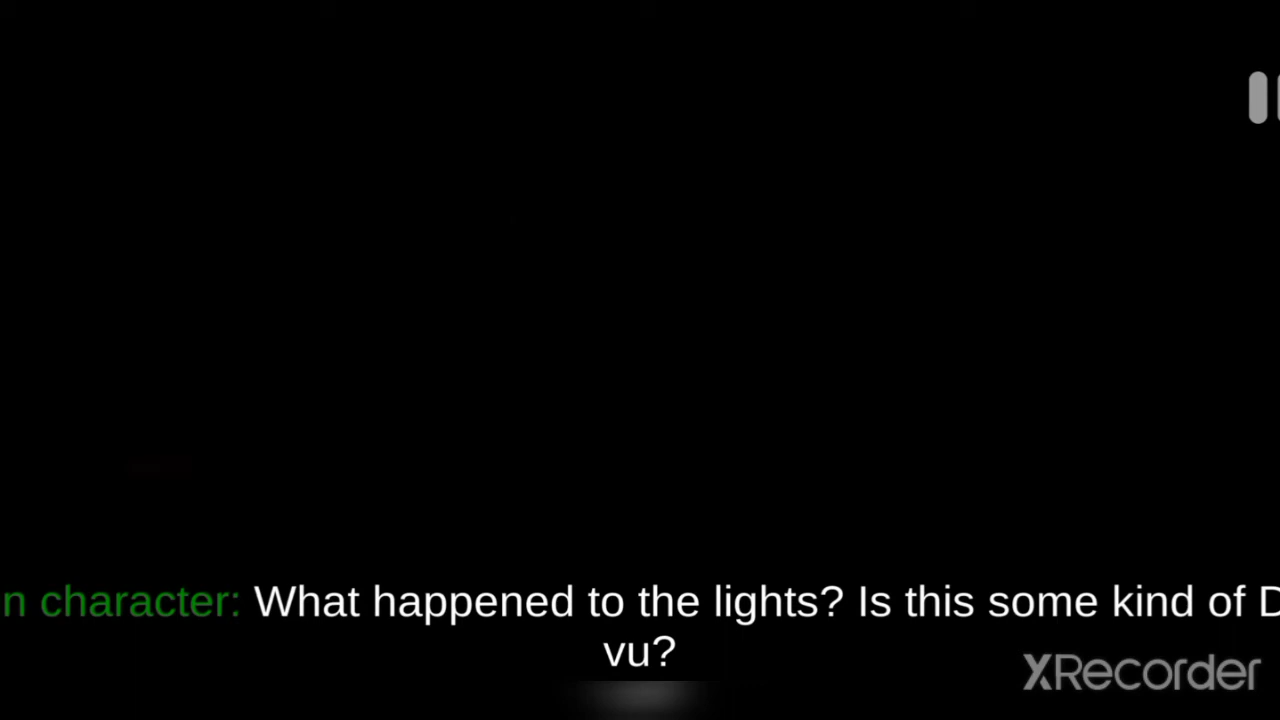 n character: What happened to the lights? Is this some kind of D
vu?
XRecorder